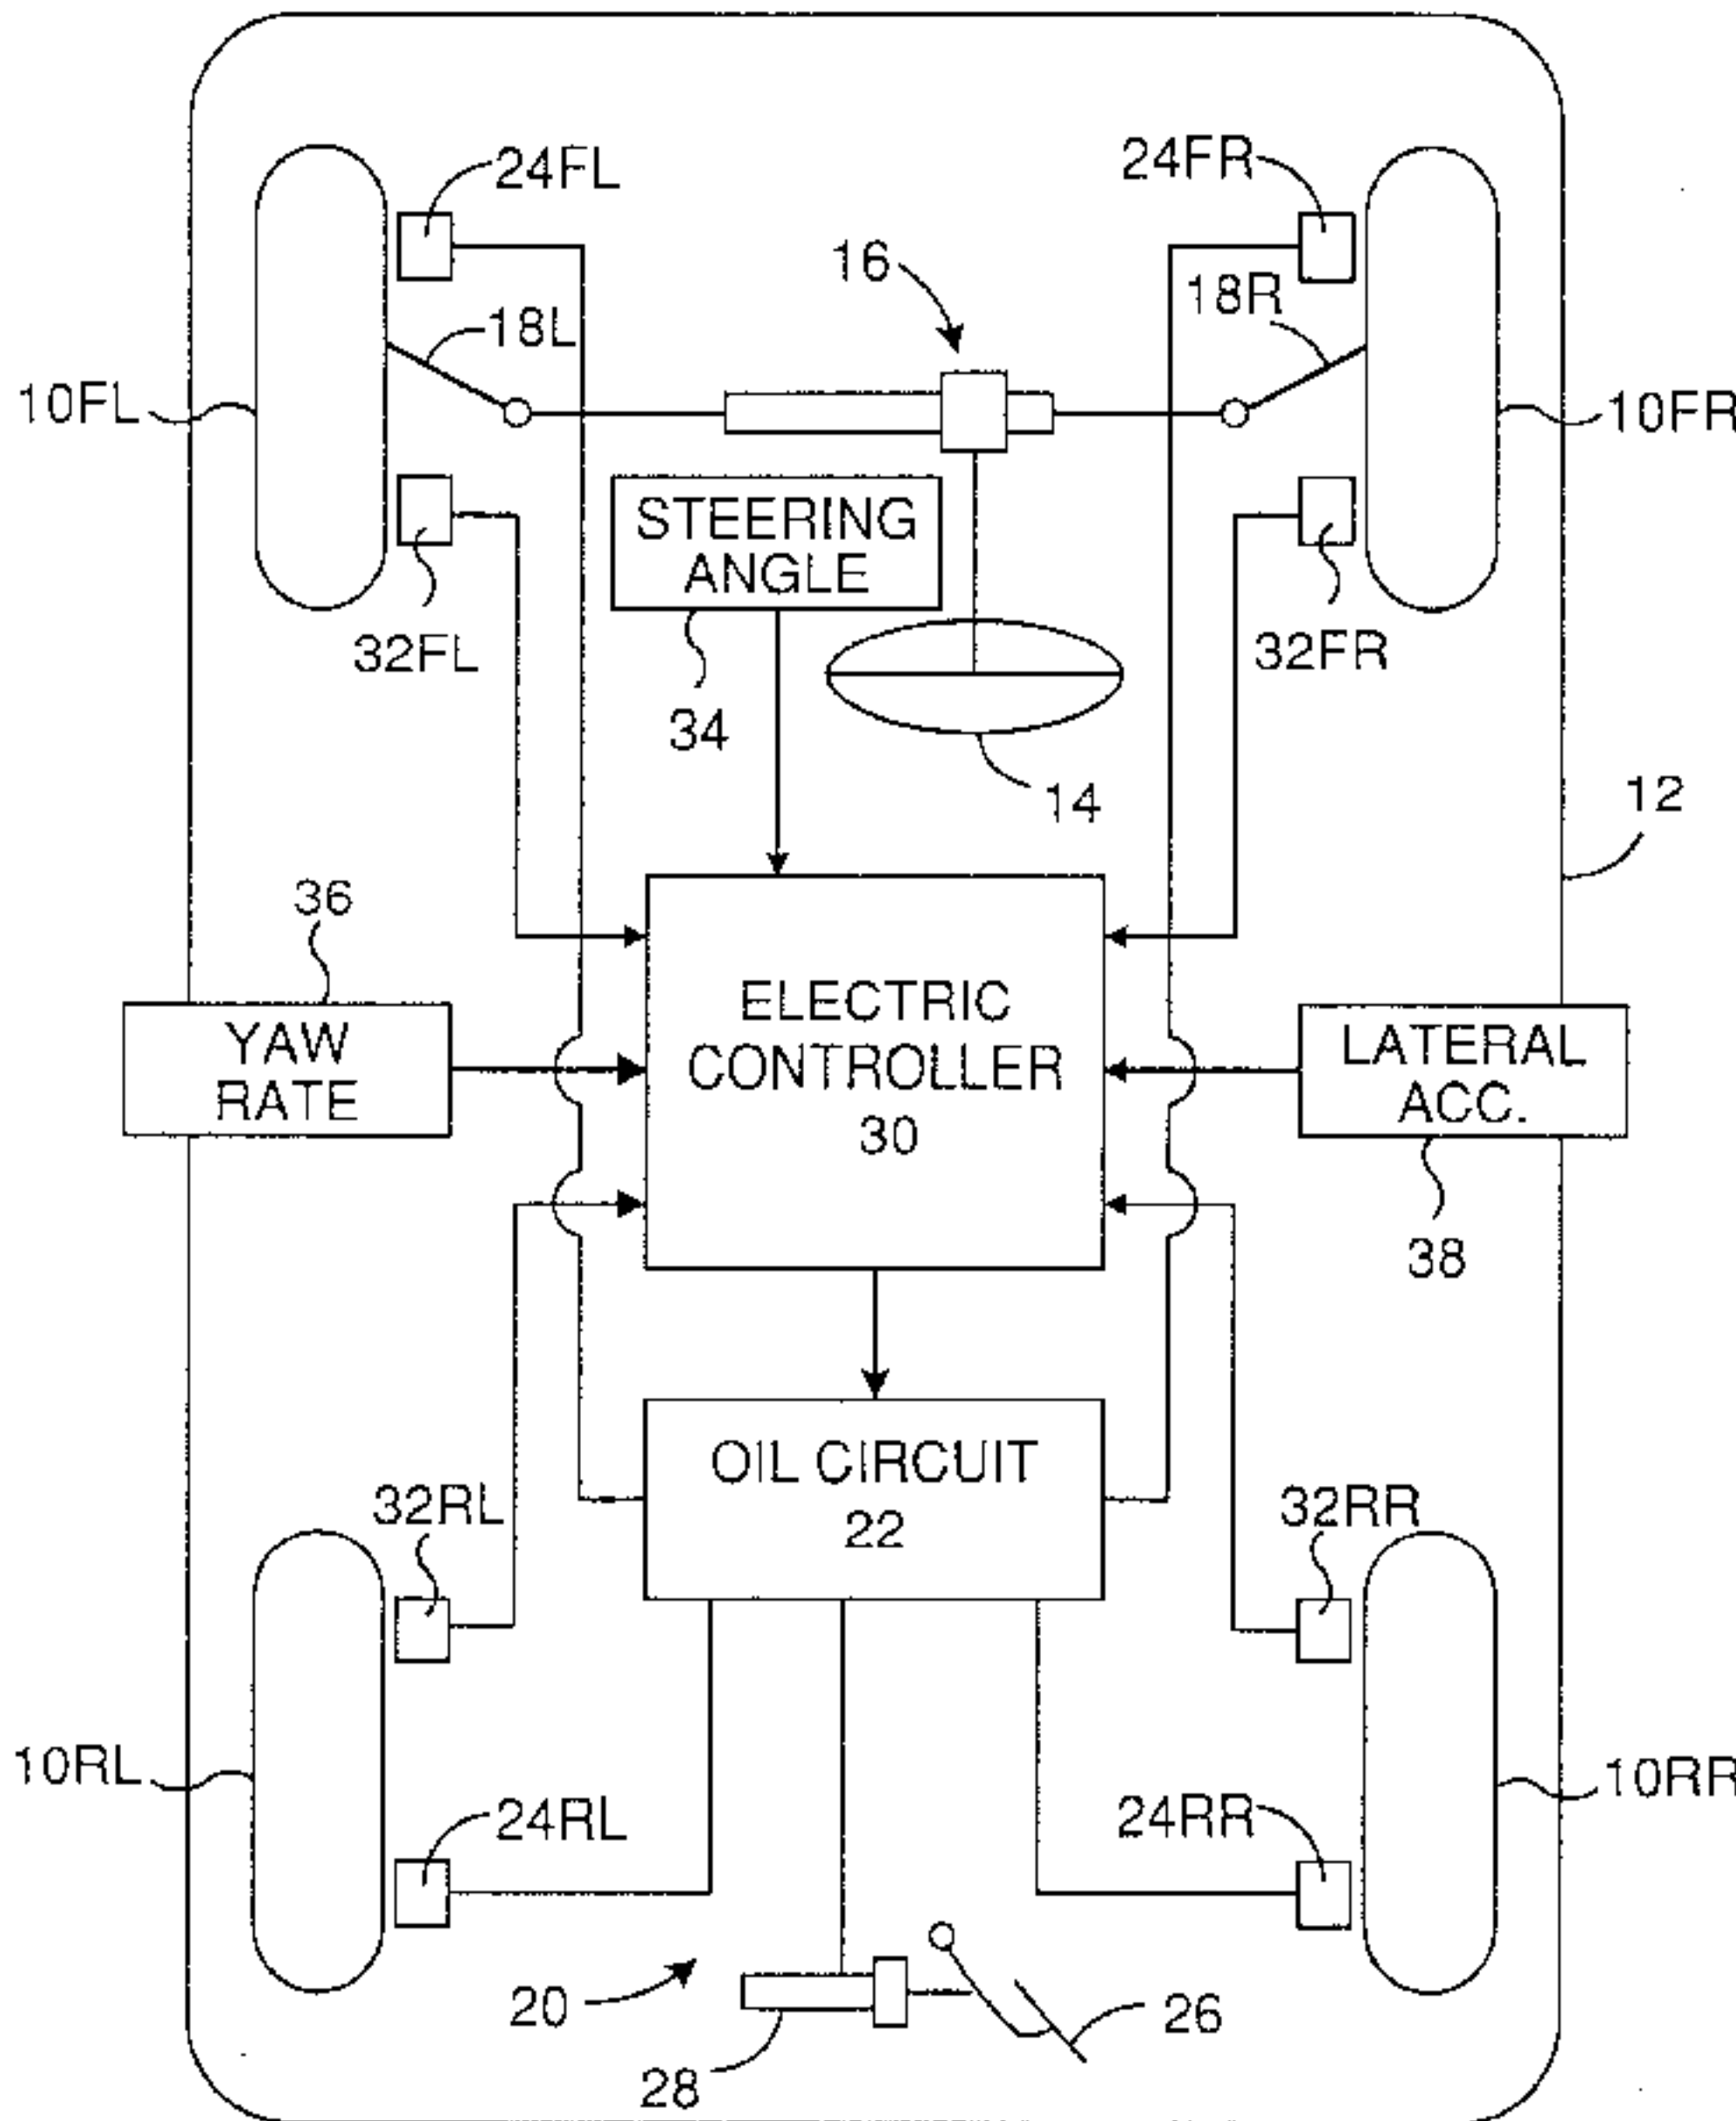 24FL
24FR
16
18R
18L
10FL
10FR
STEERING
ANGLE
32FL
32FR
34
14
12
36
YAW
RATE
ELECTRIC
CONTROLLER
30
LATERAL
ACC.
38
OIL CIRCUIT
22
32RL
32RR
10RL
10RR
24RL
24RR
20
26
28